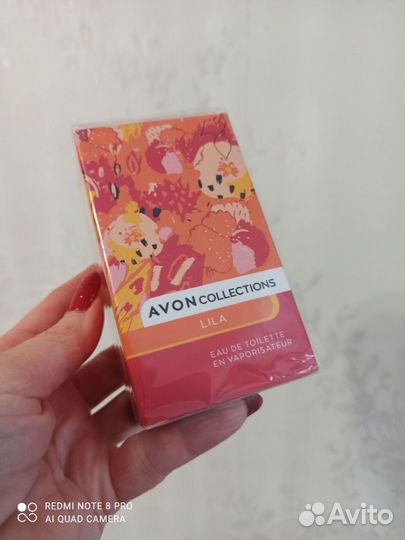 AVON COLLECTIONS
LILA
EAU DE TOILETTE
EN VAPORISATEUR
REDMI NOTE 8 PRO
AI QUAD CAMERA
Avito